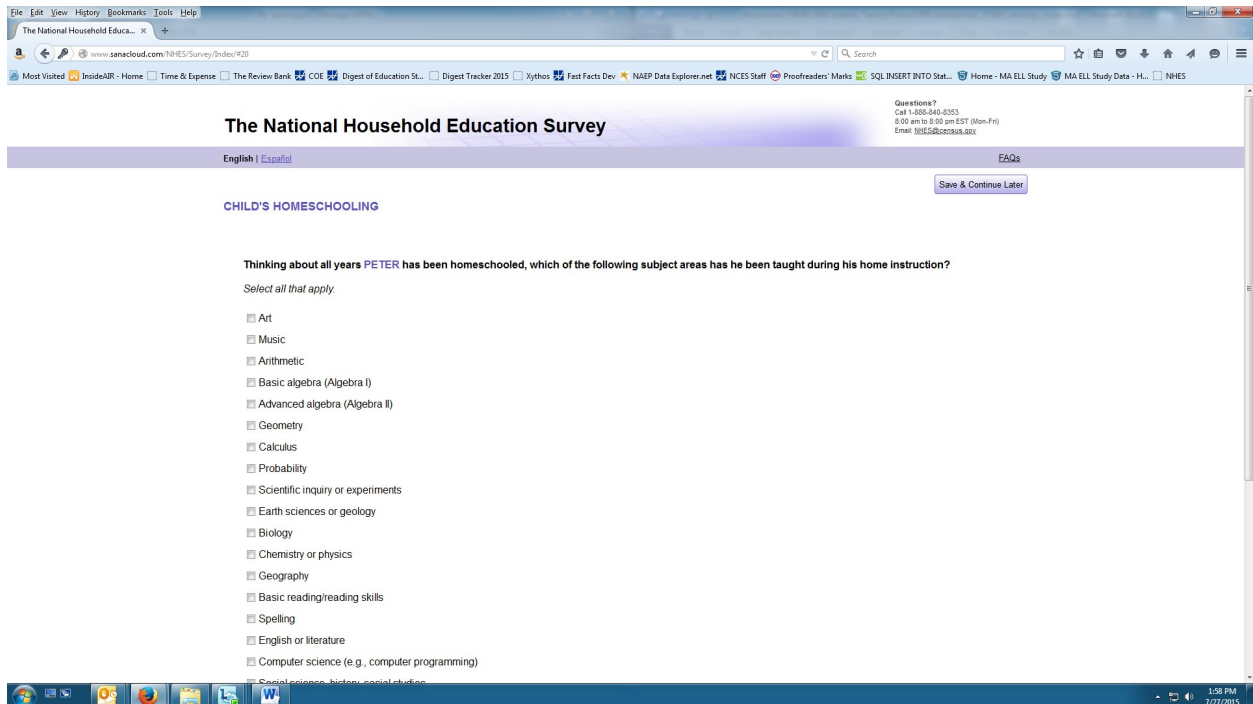 File Edit View History Bookmarks Tools Help
The National Household Educa... × +
www.sanacloud.com/NHES/Survey/Index/#20
Search
Most Visited InsideAIR - Home Time & Expense The Review Bank COE Digest of Education St... Digest Tracker 2015 Xythos Fast Facts Dev NAEP Data Explorer.net NCES Staff Proofreaders' Marks SQL INSERT INTO Stat... Home - MA ELL Study MA ELL Study Data - H... NHES
The National Household Education Survey
Questions?
Call 1-888-840-8353
8:00 am to 8:00 pm EST (Mon-Fri)
Email: NHES@census.gov
English | Español
FAQs
Save & Continue Later
CHILD'S HOMESCHOOLING
Thinking about all years PETER has been homeschooled, which of the following subject areas has he been taught during his home instruction?
Select all that apply.
Art
Music
Arithmetic
Basic algebra (Algebra I)
Advanced algebra (Algebra II)
Geometry
Calculus
Probability
Scientific inquiry or experiments
Earth sciences or geology
Biology
Chemistry or physics
Geography
Basic reading/reading skills
Spelling
English or literature
Computer science (e.g., computer programming)
Social science, history, social studies
1:58 PM
7/27/2015